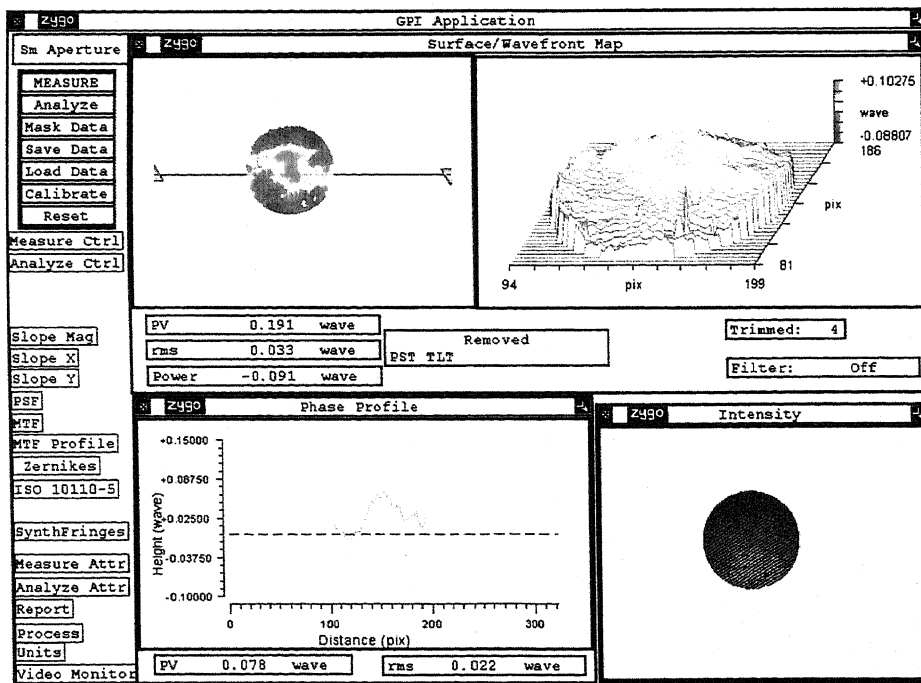 zygo GPI Application
Sm Aperture
MEASURE
Analyze
Mask Data
Save Data
Load Data
Calibrate
Reset
Measure Ctrl
Analyze Ctrl
Slope Mag
Slope X
Slope Y
PSF
MTF
MTF Profile
Zernikes
ISO 10110-5
SynthFringes
Measure Attr
Analyze Attr
Report
Process
Units
Video Monitor
zygo Surface/Wavefront Map
+0.10275
wave
-0.08807
186
pix
81
94 pix 199
PV 0.191 wave
rms 0.033 wave
Power -0.091 wave
Removed
PST TLT
Trimmed: 4
Filter: Off
zygo Phase Profile
+0.15000
+0.08750
+0.02500
-0.03750
-0.10000
Height (wave)
0 100 200 300
Distance (pix)
PV 0.078 wave
rms 0.022 wave
zygo Intensity